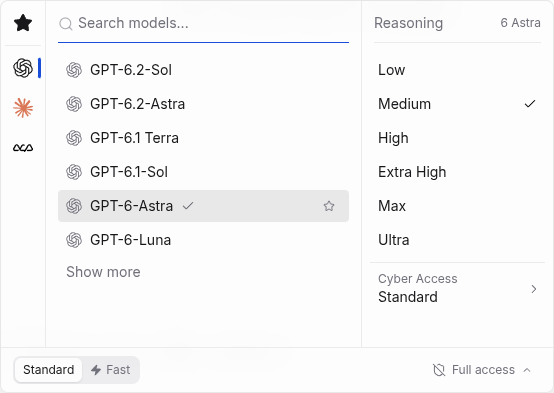 Search models...
GPT-6.2-Sol
GPT-6.2-Astra
GPT-6.1 Terra
GPT-6.1-Sol
GPT-6-Astra
GPT-6-Luna
Show more
Reasoning 6 Astra
Low
Medium
High
Extra High
Max
Ultra
Cyber Access
Standard
Standard Fast Full access